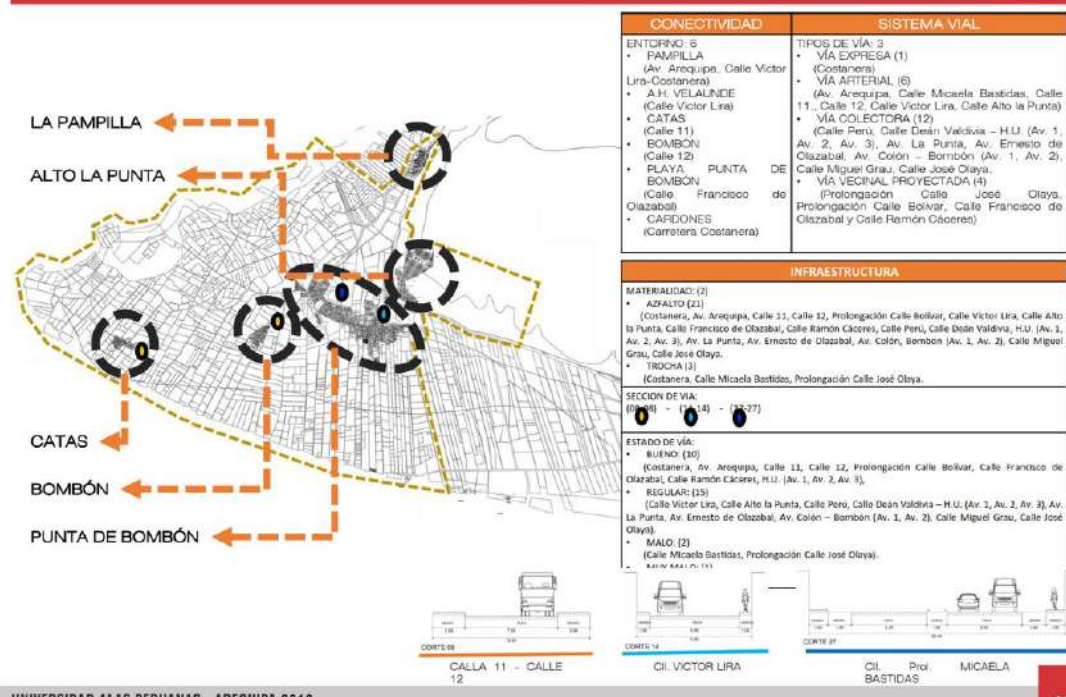 LA PAMPILLA
ALTO LA PUNTA
CATAS
BOMBÓN
PUNTA DE BOMBÓN
CONECTIVIDAD
ENTORNO: 6
• PAMPILLA
(Av. Arequipa, Calle Victor
Lira-Costanera)
• A.H. VELAUNDE
(Calle Victor Lira)
• CATAS
(Calle 11)
• BOMBÓN
(Calle 12)
• PLAYA PUNTA DE
BOMBÓN
(Calle Francisco de
Olazabal)
• CARDONES
(Carretera Costanera)
SISTEMA VIAL
TIPOS DE VÍA: 3
• VÍA EXPRESA (1)
(Costanera)
• VÍA ARTERIAL (6)
(Av. Arequipa, Calle Micaela Bastidas, Calle
11., Calle 12, Calle Victor Lira, Calle Alto la Punta)
• VÍA COLECTORA (12)
(Calle Perú, Calle Deán Valdivia – H.U. (Av. 1,
Av. 2, Av. 3), Av. La Punta, Av. Ernesto de
Olazabal, Av. Colón – Bombón (Av. 1, Av. 2),
Calle Miguel Grau, Calle José Olaya.
• VÍA VECINAL PROYECTADA (4)
(Prolongación Calle José Olaya,
Prolongación Calle Bolivar, Calle Francisco de
Olazabal y Calle Ramón Cáceres)
INFRAESTRUCTURA
MATERIALIDAD: (2)
• AZFALTO (21)
(Costanera, Av. Arequipa, Calle 11, Calle 12, Prolongación Calle Bolivar, Calle Victor Lira, Calle Alto
la Punta, Calle Francisco de Olazabal, Calle Ramón Cáceres, Calle Perú, Calle Deán Valdivia, H.U. (Av. 1,
Av. 2, Av. 3), Av. La Punta, Av. Ernesto de Olazabal, Av. Colón, Bombón (Av. 1, Av. 2), Calle Miguel
Grau, Calle José Olaya.
• TROCHA (3)
(Costanera, Calle Micaela Bastidas, Prolongación Calle José Olaya.
SECCION DE VIA:
ESTADO DE VÍA:
• BUENO: (10)
(Costanera, Av. Arequipa, Calle 11, Calle 12, Prolongación Calle Bolivar, Calle Francisco de
Olazabal, Calle Ramón Cáceres, H.U. (Av. 1, Av. 2, Av. 3),
• REGULAR: (15)
(Calle Victor Lira, Calle Alto la Punta, Calle Perú, Calle Deán Valdivia – H.U. (Av. 1, Av. 2, Av. 3), Av.
La Punta, Av. Ernesto de Olazabal, Av. Colón – Bombón (Av. 1, Av. 2), Calle Miguel Grau, Calle José
Olaya).
• MALO: (2)
(Calle Micaela Bastidas, Prolongación Calle José Olaya).
• MUY MALO: (1)
CORTE 08
CALLA 11 - CALLE
12
CORTE 14
Cll. VICTOR LIRA
CORTE 27
Cll. Prol. MICAELA
BASTIDAS